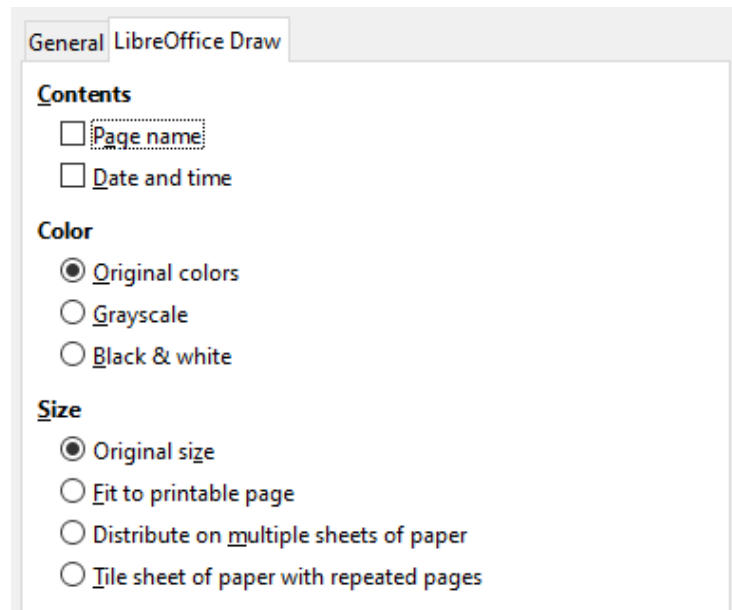 General LibreOffice Draw
Contents
Page name
Date and time
Color
Original colors
Grayscale
Black & white
Size
Original size
Fit to printable page
Distribute on multiple sheets of paper
Tile sheet of paper with repeated pages